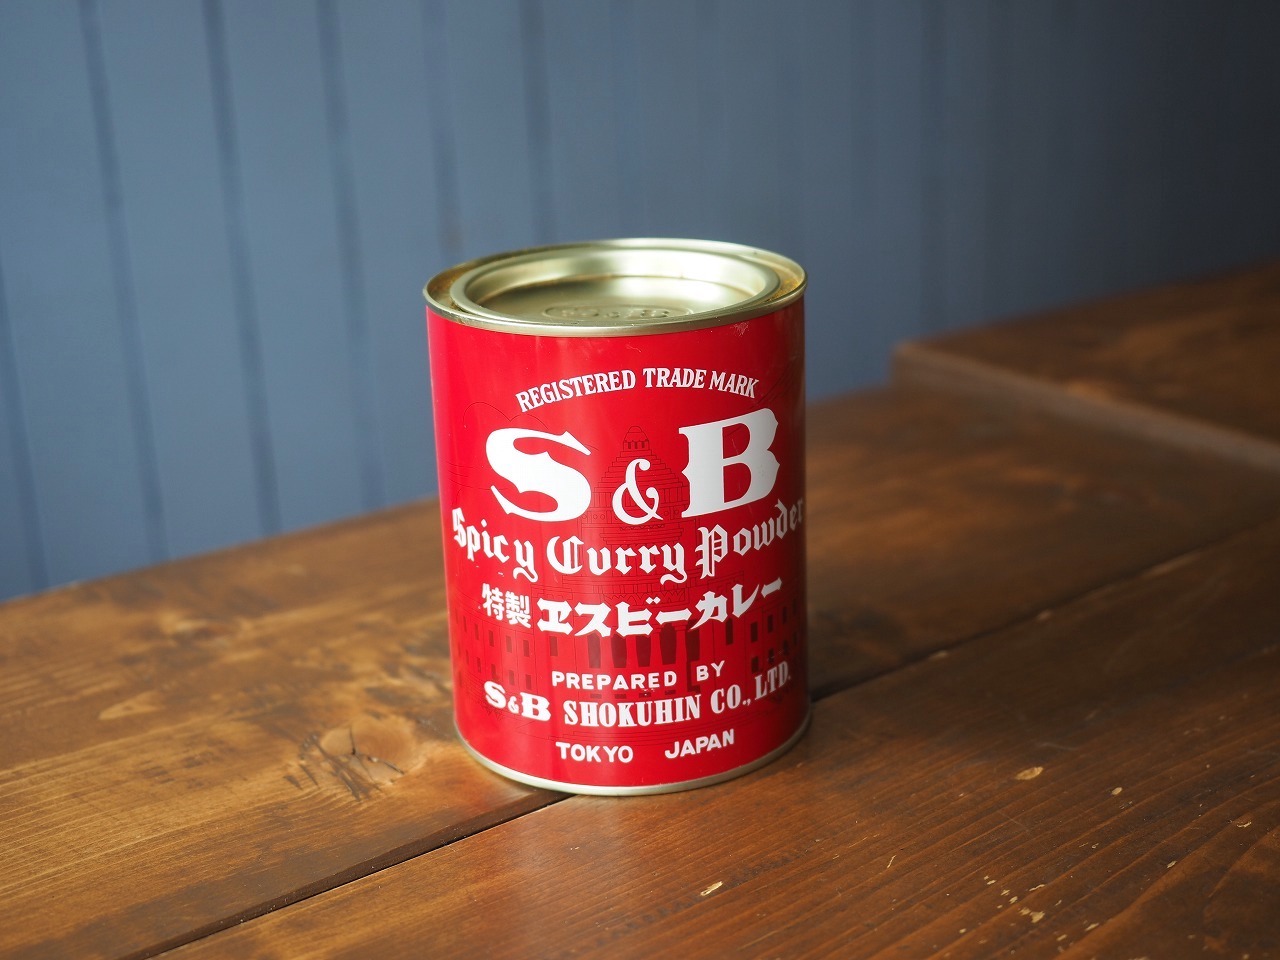 REGISTERED TRADE MARK
S & B
Spicy Curry Powder
特製 ヱスビーカレー
PREPARED BY
S&B SHOKUHIN CO., LTD.
TOKYO JAPAN